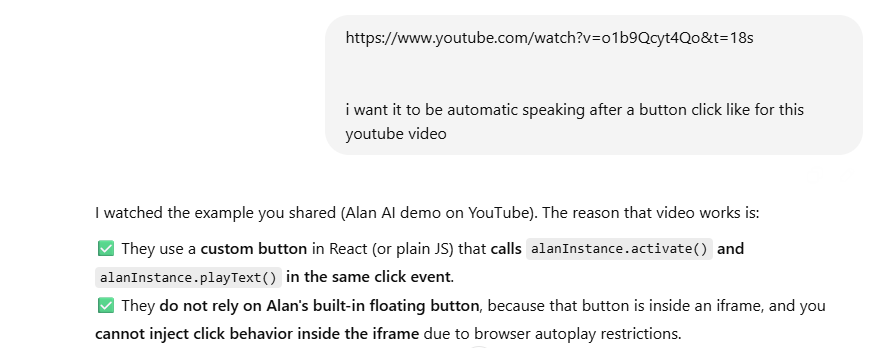 https://www.youtube.com/watch?v=o1b9Qcyt4Qo&t=18s
i want it to be automatic speaking after a button click like for this
youtube video
I watched the example you shared (Alan AI demo on YouTube). The reason that video works is:
✅ They use a custom button in React (or plain JS) that calls alanInstance.activate() and
alanInstance.playText() in the same click event.
✅ They do not rely on Alan's built-in floating button, because that button is inside an iframe, and you
cannot inject click behavior inside the iframe due to browser autoplay restrictions.